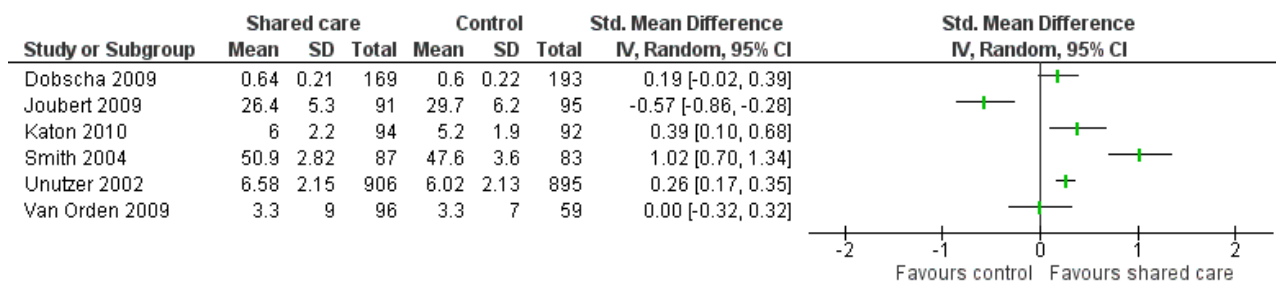 Shared care Control Std. Mean Difference Std. Mean Difference
Study or Subgroup Mean SD Total Mean SD Total IV, Random, 95% CI IV, Random, 95% CI
Dobscha 2009 0.64 0.21 169 0.6 0.22 193 0.19 [-0.02, 0.39]
Joubert 2009 26.4 5.3 91 29.7 6.2 95 -0.57 [-0.86, -0.28]
Katon 2010 6 2.2 94 5.2 1.9 92 0.39 [0.10, 0.68]
Smith 2004 50.9 2.82 87 47.6 3.6 83 1.02 [0.70, 1.34]
Unutzer 2002 6.58 2.15 906 6.02 2.13 895 0.26 [0.17, 0.35]
Van Orden 2009 3.3 9 96 3.3 7 59 0.00 [-0.32, 0.32]
-2 -1 0 1 2
Favours control Favours shared care